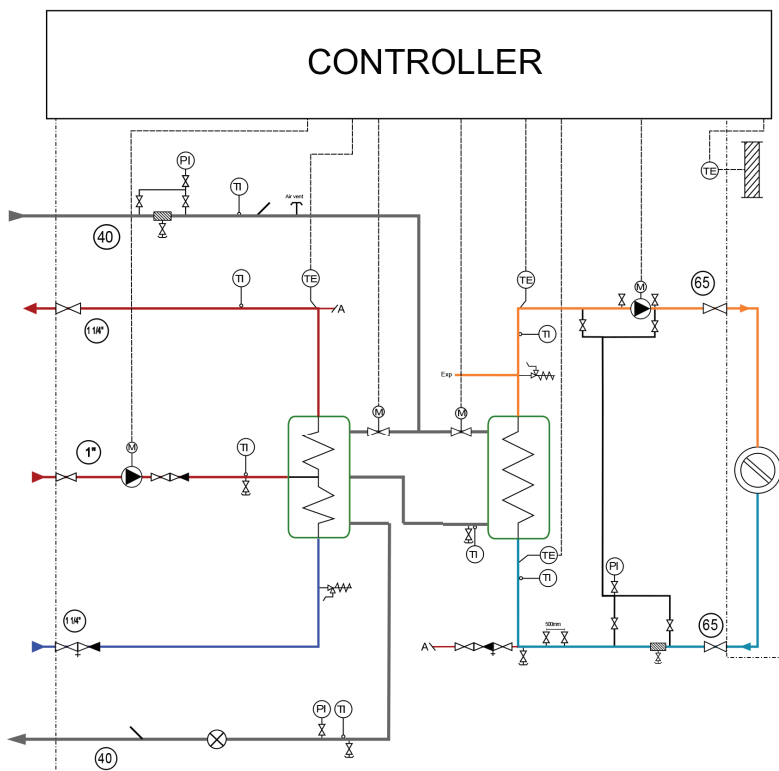 CONTROLLER
PI
TE
TI
Air vent
40
TI
TE
TE
M
65
A
1 1/4"
TI
Exp
M
M
M
1"
TI
TI
TE
TI
PI
1 1/4"
500mm
65
A
PI
TI
40